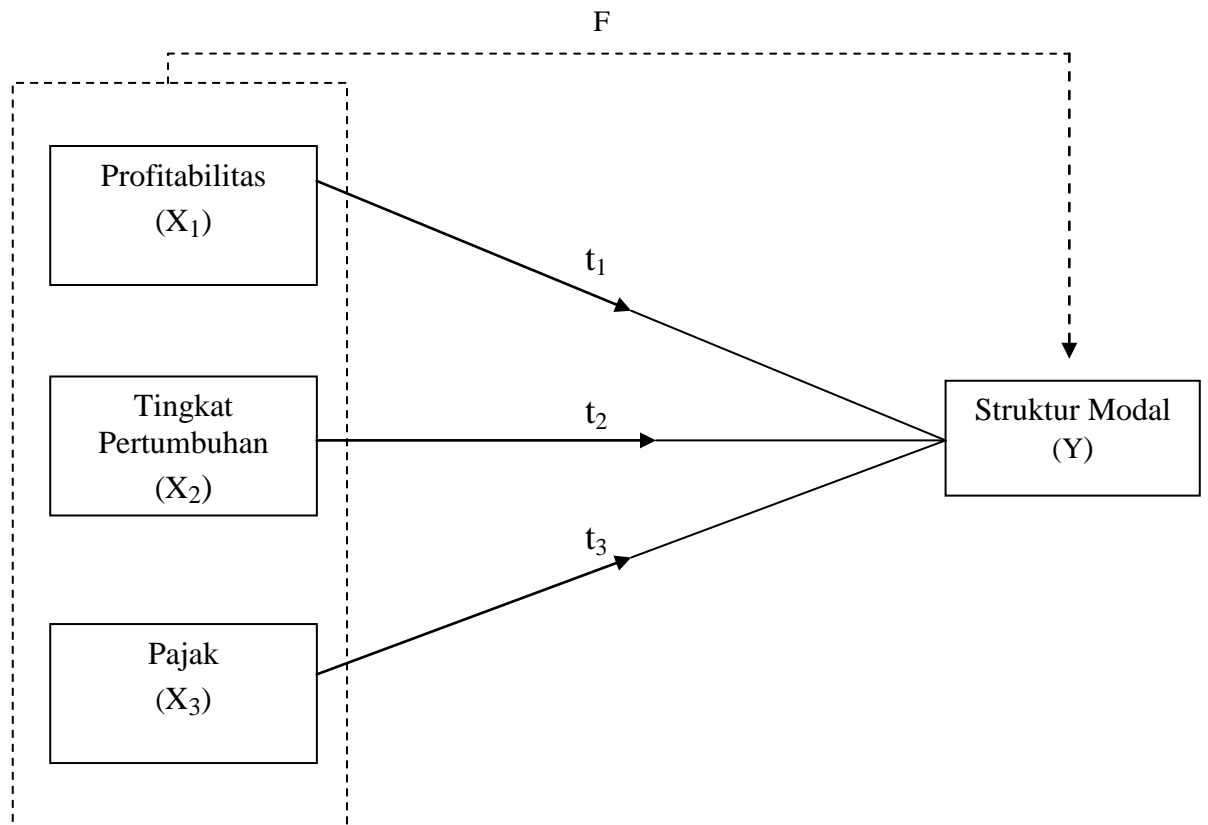 F
Profitabilitas
(X₁)
t₁
Tingkat
Pertumbuhan
(X₂)
t₂
Struktur Modal
(Y)
t₃
Pajak
(X₃)